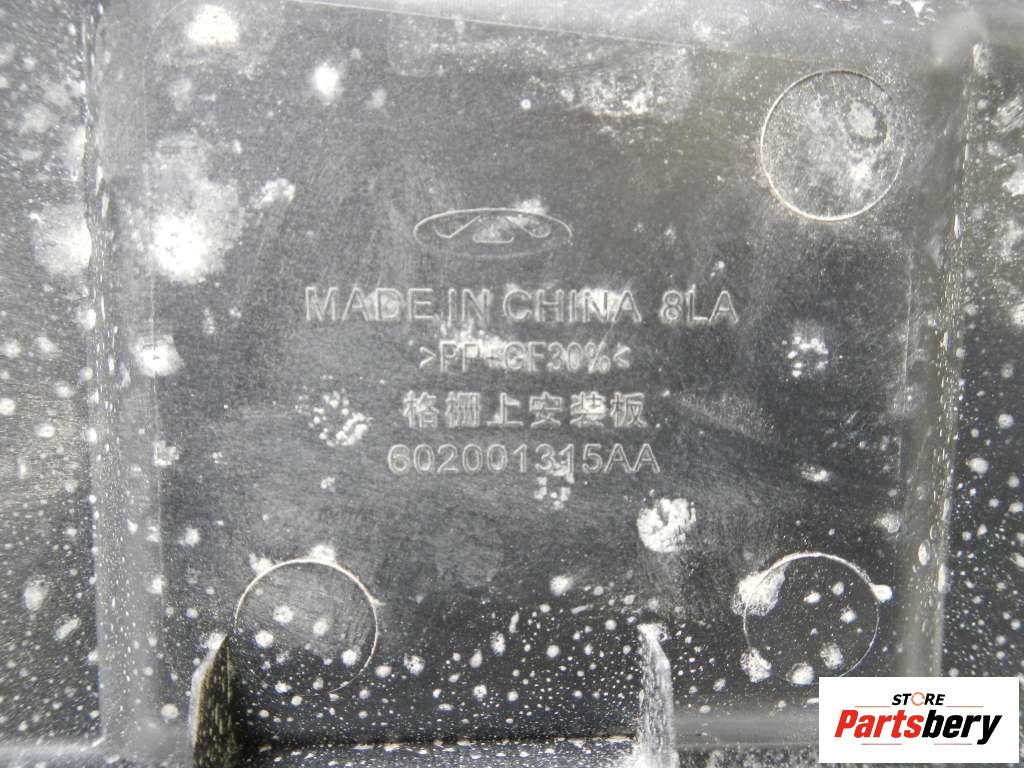 MADE IN CHINA 8LA
>PP+GF30%<
格栅上安装板
602001315AA
STORE
Partsbery